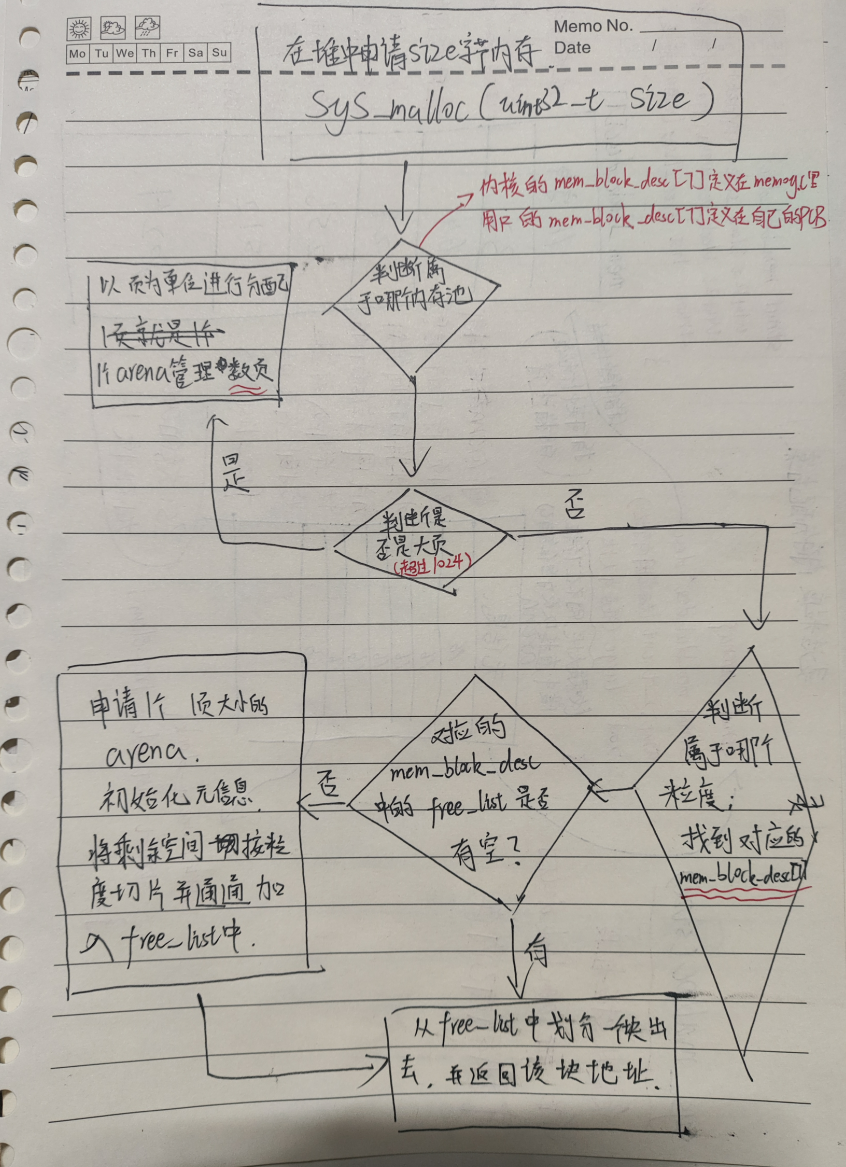 Memo No.
Mo Tu We Th Fr Sa Su
Date / /
在堆中申请size字节内存.
sys_malloc(uint32_t size)
内核的 mem_block_desc[7]定义在memory.c里
用户的 mem_block_desc[7]定义在自己的PCB
判断属
于哪个内存池
以页为单位进行分配
1页就是1个
1个arena管理数页
是
判断是
否是大页
(超过1024)
否
判断
属于哪个
粒度;
找到对应的
mem_block_desc[]
对应的
mem_block_desc
中的 free_list 是否
有空?
否
申请1个 1页大小的
arena.
初始化元信息.
将剩余空间按粒
度切片并通通加
入 free_list中.
有
从free_list中划分一块出
去.并返回该块地址.